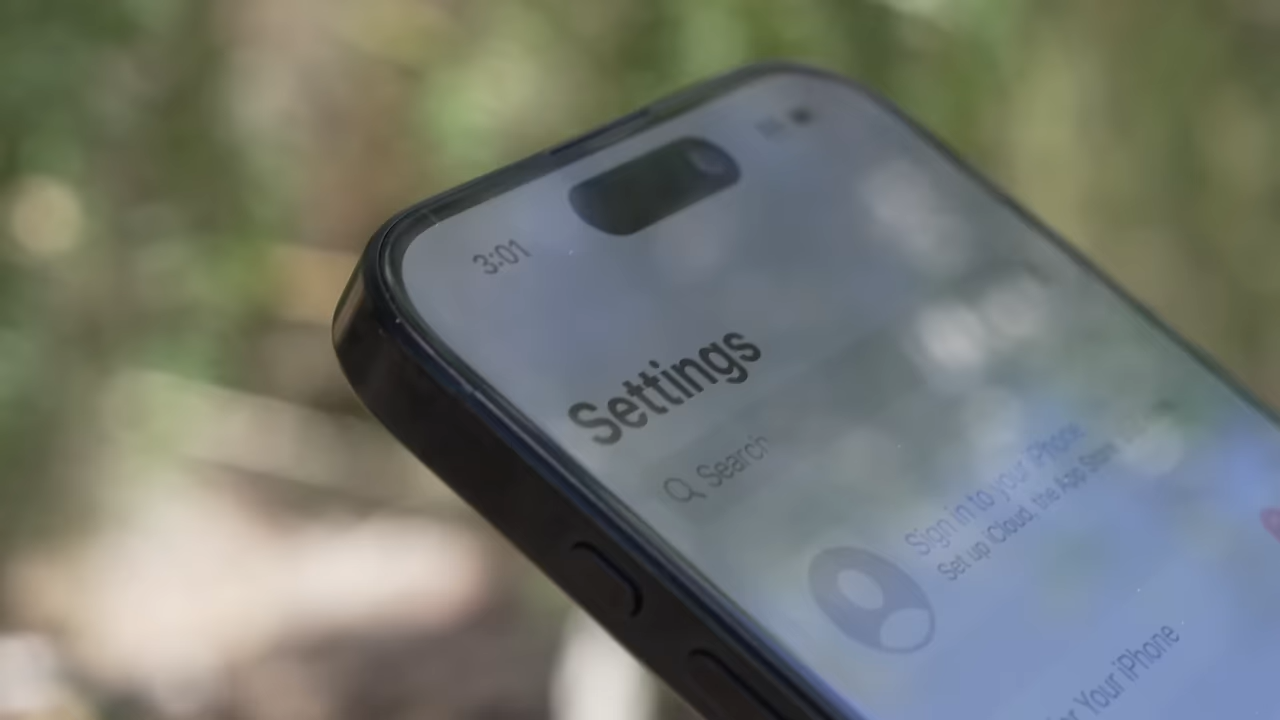 3:01
Settings
Search
Sign in to your iPhone
Set up iCloud, the App Store
Your iPhone